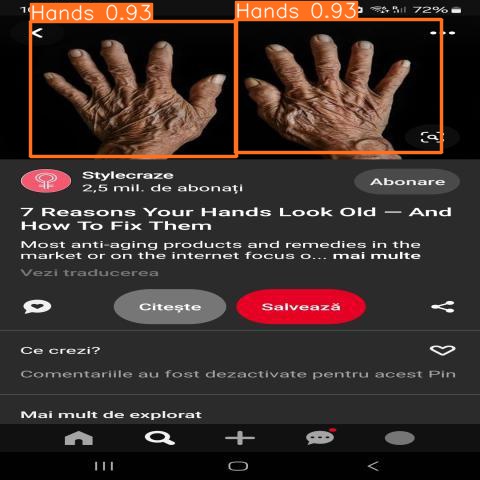 Hands 0.93
Hands 0.93
72%
Stylecraze
2,5 mil. de abonați
Abonare
7 Reasons Your Hands Look Old — And
How To Fix Them
Most anti-aging products and remedies in the
market or on the internet focus o... mai multe
Vezi traducerea
Citește
Salvează
Ce crezi?
Comentariile au fost dezactivate pentru acest Pin
Mai mult de explorat